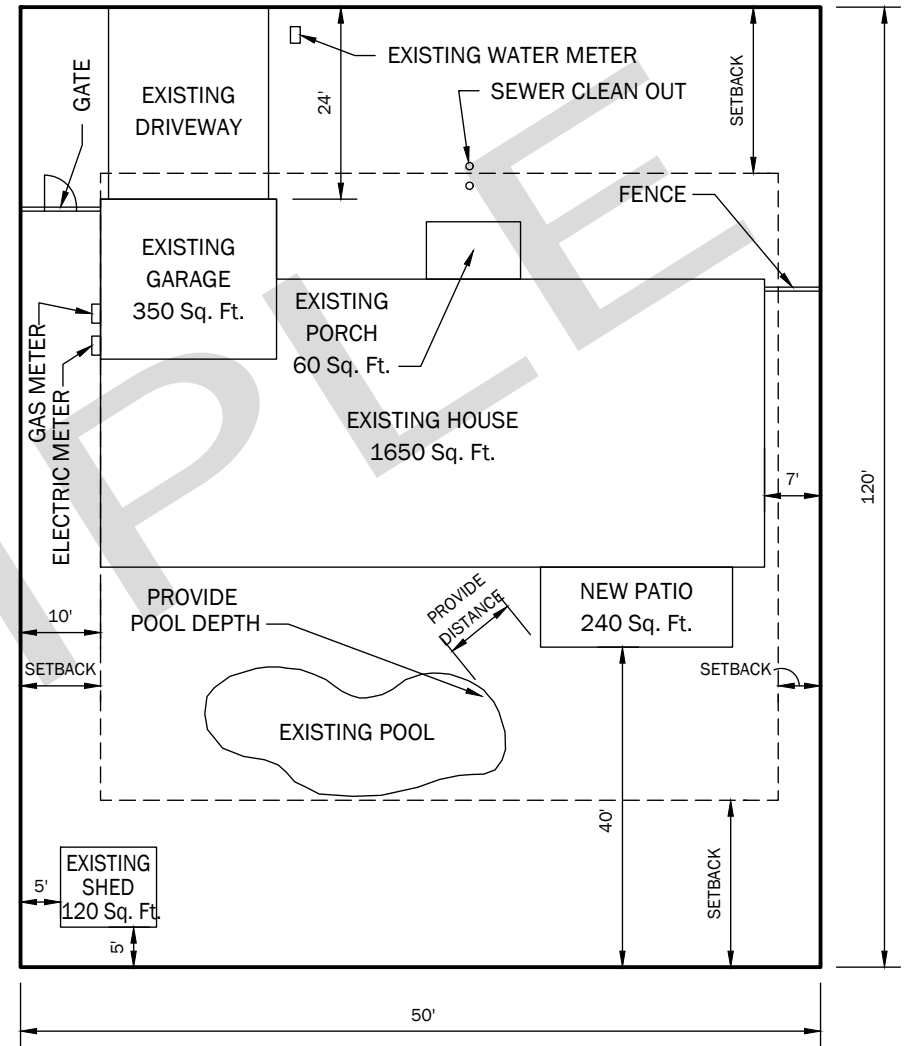 EXISTING WATER METER
SEWER CLEAN OUT
GATE
EXISTING
DRIVEWAY
24'
SETBACK
FENCE
EXISTING
GARAGE
350 Sq. Ft.
EXISTING
PORCH
60 Sq. Ft.
GAS METER
ELECTRIC METER
EXISTING HOUSE
1650 Sq. Ft.
7'
120'
PROVIDE
POOL DEPTH
PROVIDE
DISTANCE
NEW PATIO
240 Sq. Ft.
10'
SETBACK
SETBACK
EXISTING POOL
40'
SETBACK
EXISTING
SHED
120 Sq. Ft.
5'
5'
50'
MPLE